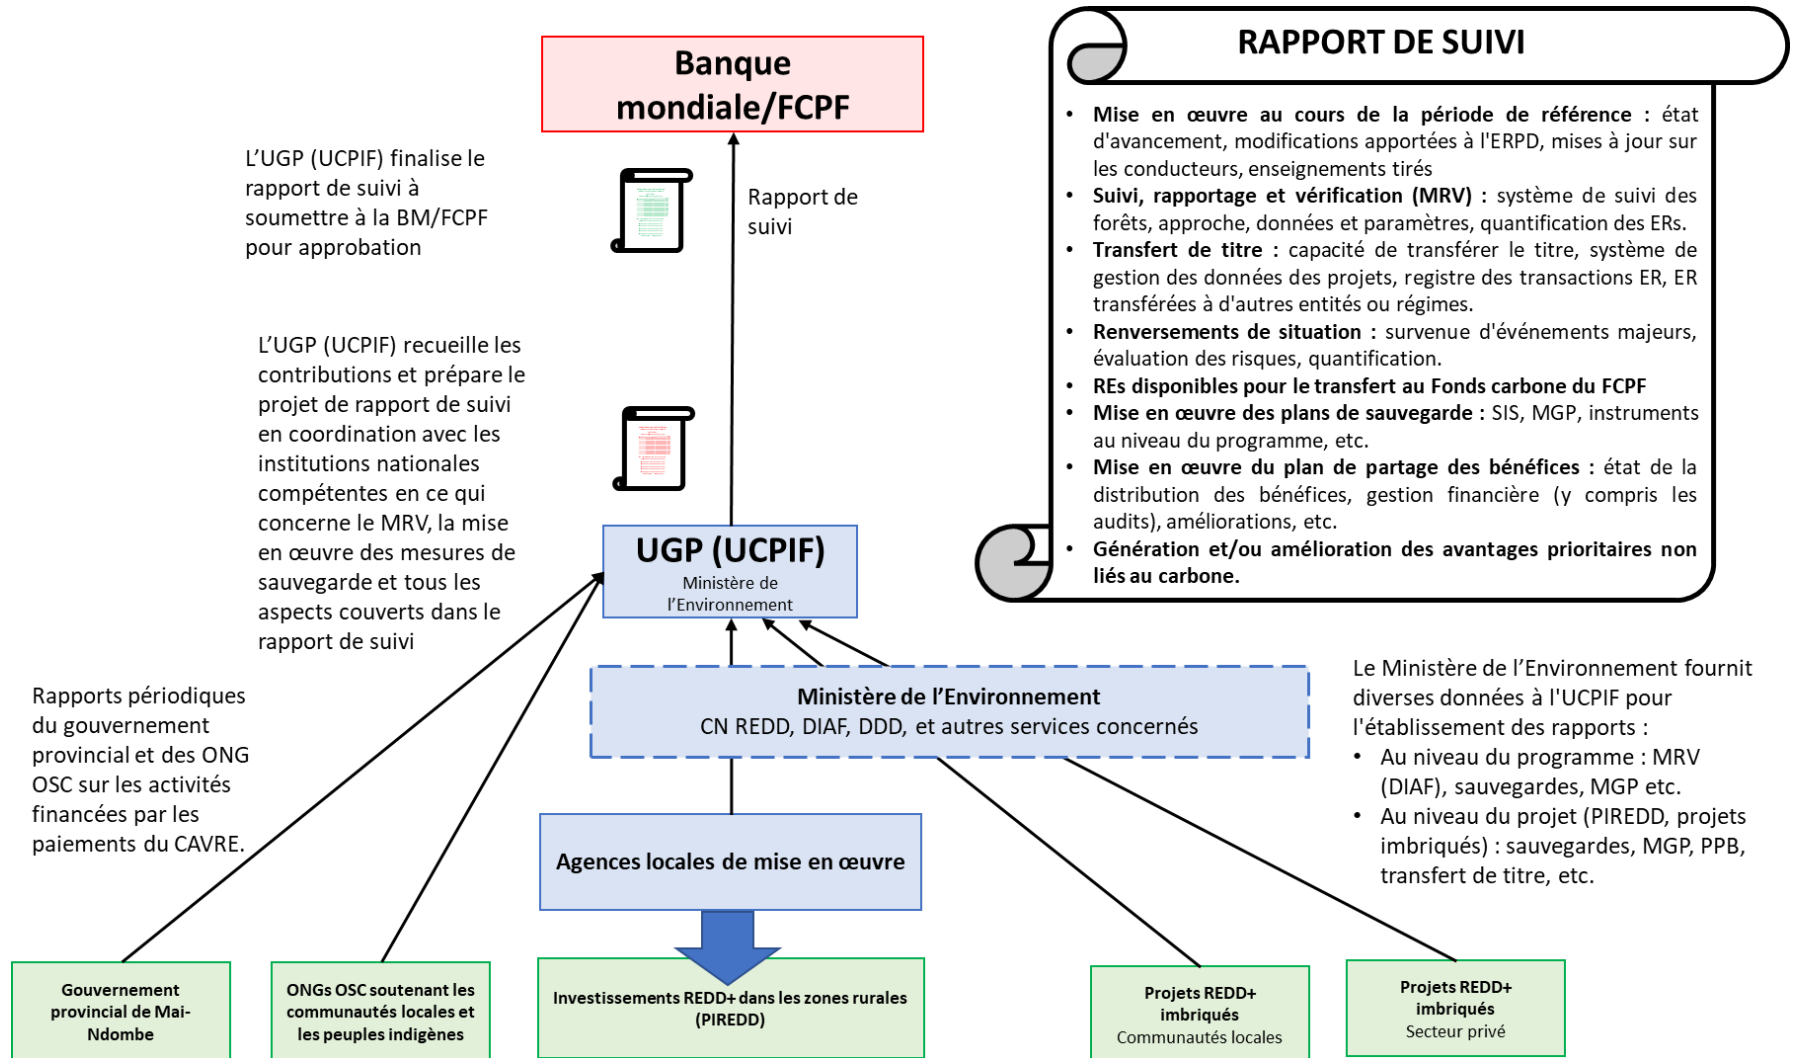 Banque
mondiale/FCPF
RAPPORT DE SUIVI
• Mise en œuvre au cours de la période de référence : état
d'avancement, modifications apportées à l'ERPD, mises à jour sur
les conducteurs, enseignements tirés
• Suivi, rapportage et vérification (MRV) : système de suivi des
forêts, approche, données et paramètres, quantification des ERs.
• Transfert de titre : capacité de transférer le titre, système de
gestion des données des projets, registre des transactions ER, ER
transférées à d'autres entités ou régimes.
• Renversements de situation : survenue d'événements majeurs,
évaluation des risques, quantification.
• REs disponibles pour le transfert au Fonds carbone du FCPF
• Mise en œuvre des plans de sauvegarde : SIS, MGP, instruments
au niveau du programme, etc.
• Mise en œuvre du plan de partage des bénéfices : état de la
distribution des bénéfices, gestion financière (y compris les
audits), améliorations, etc.
• Génération et/ou amélioration des avantages prioritaires non
liés au carbone.
L'UGP (UCPIF) finalise le
rapport de suivi à
soumettre à la BM/FCPF
pour approbation
Rapport de
suivi
L'UGP (UCPIF) recueille les
contributions et prépare le
projet de rapport de suivi
en coordination avec les
institutions nationales
compétentes en ce qui
concerne le MRV, la mise
en œuvre des mesures de
sauvegarde et tous les
aspects couverts dans le
rapport de suivi
UGP (UCPIF)
Ministère de
l'Environnement
Ministère de l'Environnement
CN REDD, DIAF, DDD, et autres services concernés
Rapports périodiques
du gouvernement
provincial et des ONG
OSC sur les activités
financées par les
paiements du CAVRE.
Le Ministère de l'Environnement fournit
diverses données à l'UCPIF pour
l'établissement des rapports :
• Au niveau du programme : MRV
(DIAF), sauvegardes, MGP etc.
• Au niveau du projet (PIREDD, projets
imbriqués) : sauvegardes, MGP, PPB,
transfert de titre, etc.
Agences locales de mise en œuvre
Gouvernement
provincial de Mai-
Ndombe
ONGs OSC soutenant les
communautés locales et
les peuples indigènes
Investissements REDD+ dans les zones rurales
(PIREDD)
Projets REDD+
imbriqués
Communautés locales
Projets REDD+
imbriqués
Secteur privé